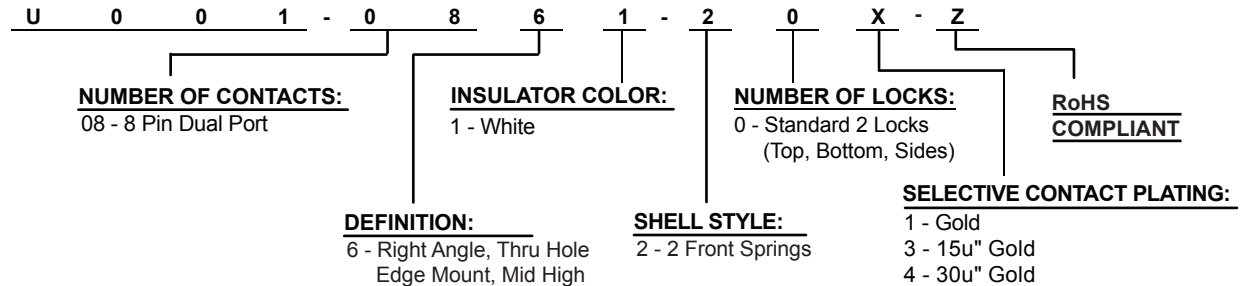 U 0 0 1 - 0 8 6 1 - 2 0 X - Z
NUMBER OF CONTACTS:
08 - 8 Pin Dual Port
INSULATOR COLOR:
1 - White
NUMBER OF LOCKS:
0 - Standard 2 Locks
(Top, Bottom, Sides)
RoHS
COMPLIANT
DEFINITION:
6 - Right Angle, Thru Hole
Edge Mount, Mid High
SHELL STYLE:
2 - 2 Front Springs
SELECTIVE CONTACT PLATING:
1 - Gold
3 - 15u" Gold
4 - 30u" Gold